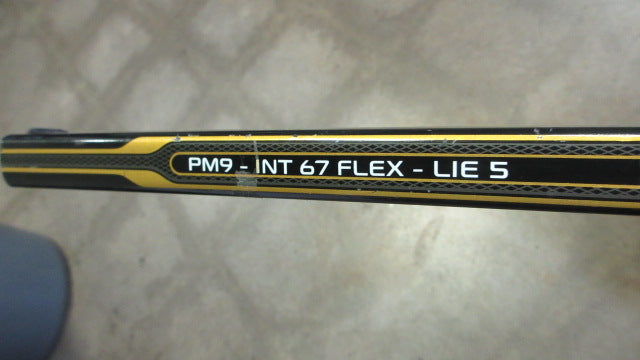 PM9 - INT 67 FLEX - LIE 5